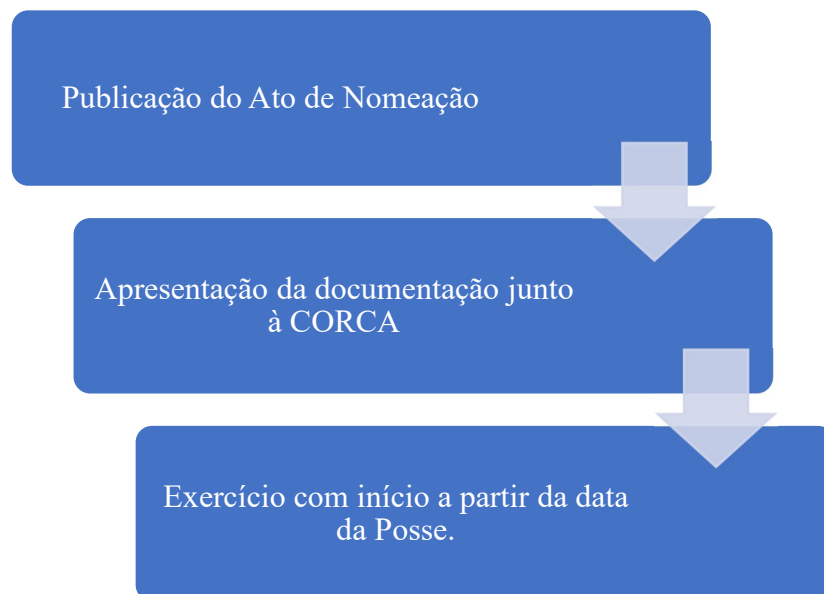 Publicação do Ato de Nomeação
Apresentação da documentação junto
à CORCA
Exercício com início a partir da data
da Posse.